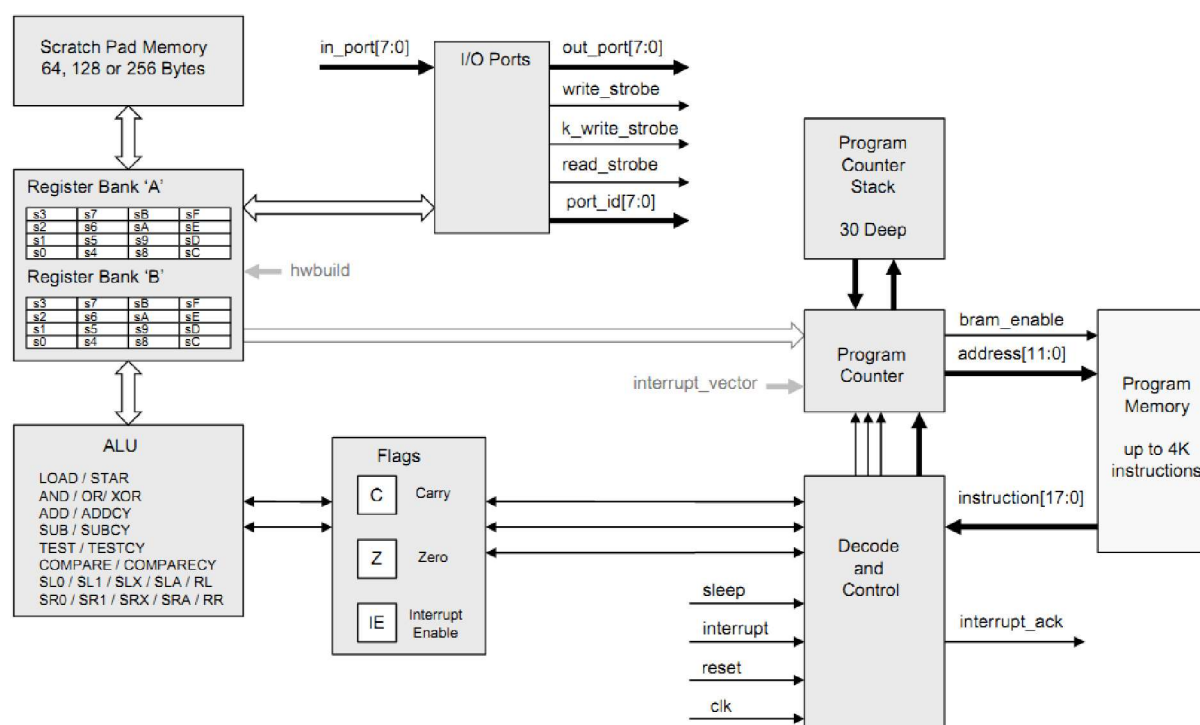 Scratch Pad Memory
64, 128 or 256 Bytes
in_port[7:0]
I/O Ports
out_port[7:0]
write_strobe
k_write_strobe
read_strobe
port_id[7:0]
Register Bank ‘A’
s3 s7 sB sF
s2 s6 sA sE
s1 s5 s9 sD
s0 s4 s8 sC
Register Bank ‘B’
s3 s7 sB sF
s2 s6 sA sE
s1 s5 s9 sD
s0 s4 s8 sC
hwbuild
Program
Counter
Stack
30 Deep
Program
Counter
interrupt_vector
bram_enable
address[11:0]
Program
Memory
up to 4K
instructions
instruction[17:0]
ALU
LOAD / STAR
AND / OR/ XOR
ADD / ADDCY
SUB / SUBCY
TEST / TESTCY
COMPARE / COMPARECY
SL0 / SL1 / SLX / SLA / RL
SR0 / SR1 / SRX / SRA / RR
Flags
C Carry
Z Zero
IE Interrupt
Enable
Decode
and
Control
sleep
interrupt
reset
clk
interrupt_ack